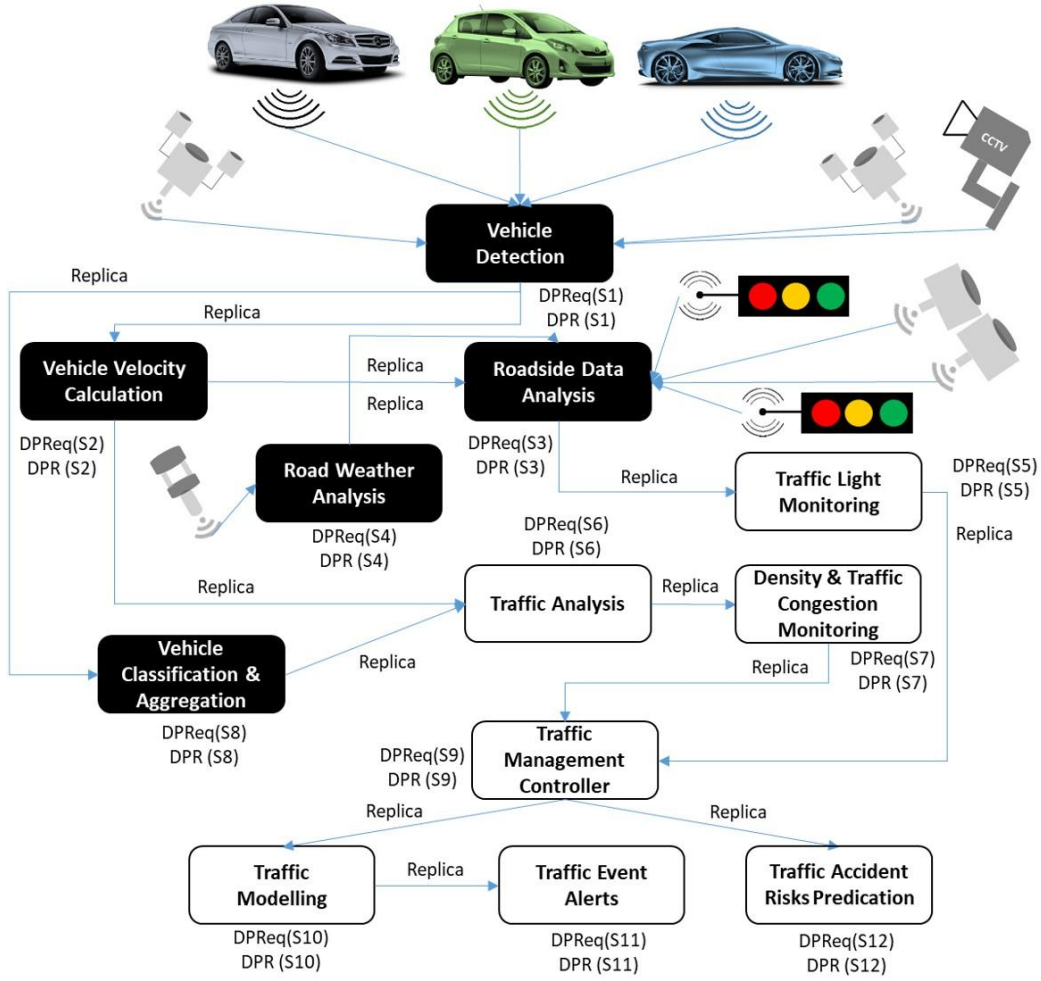 CCTV
Vehicle
Detection
Replica
DPReq(S1)
DPR (S1)
Replica
Vehicle Velocity
Calculation
Replica
Replica
Roadside Data
Analysis
DPReq(S2)
DPR (S2)
DPReq(S3)
DPR (S3)
Road Weather
Analysis
Replica
Traffic Light
Monitoring
DPReq(S5)
DPR (S5)
DPReq(S4)
DPR (S4)
DPReq(S6)
DPR (S6)
Replica
Replica
Traffic Analysis
Replica
Density & Traffic
Congestion
Monitoring
Vehicle
Classification &
Aggregation
Replica
Replica
DPReq(S7)
DPR (S7)
DPReq(S8)
DPR (S8)
DPReq(S9)
DPR (S9)
Traffic
Management
Controller
Replica
Replica
Traffic
Modelling
Replica
Traffic Event
Alerts
Traffic Accident
Risks Predication
DPReq(S10)
DPR (S10)
DPReq(S11)
DPR (S11)
DPReq(S12)
DPR (S12)